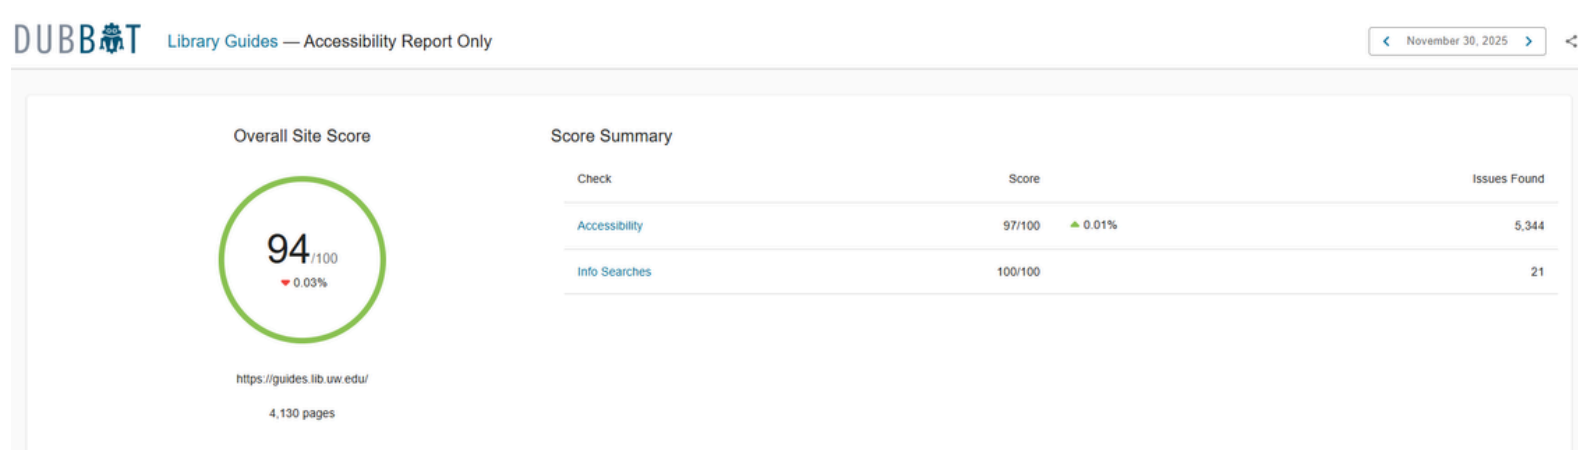 DUBBOT
Library Guides — Accessibility Report Only
November 30, 2025
Overall Site Score
94/100
0.03%
https://guides.lib.uw.edu/
4,130 pages
Score Summary
Check Score Issues Found
Accessibility 97/100 0.01% 5,344
Info Searches 100/100 21